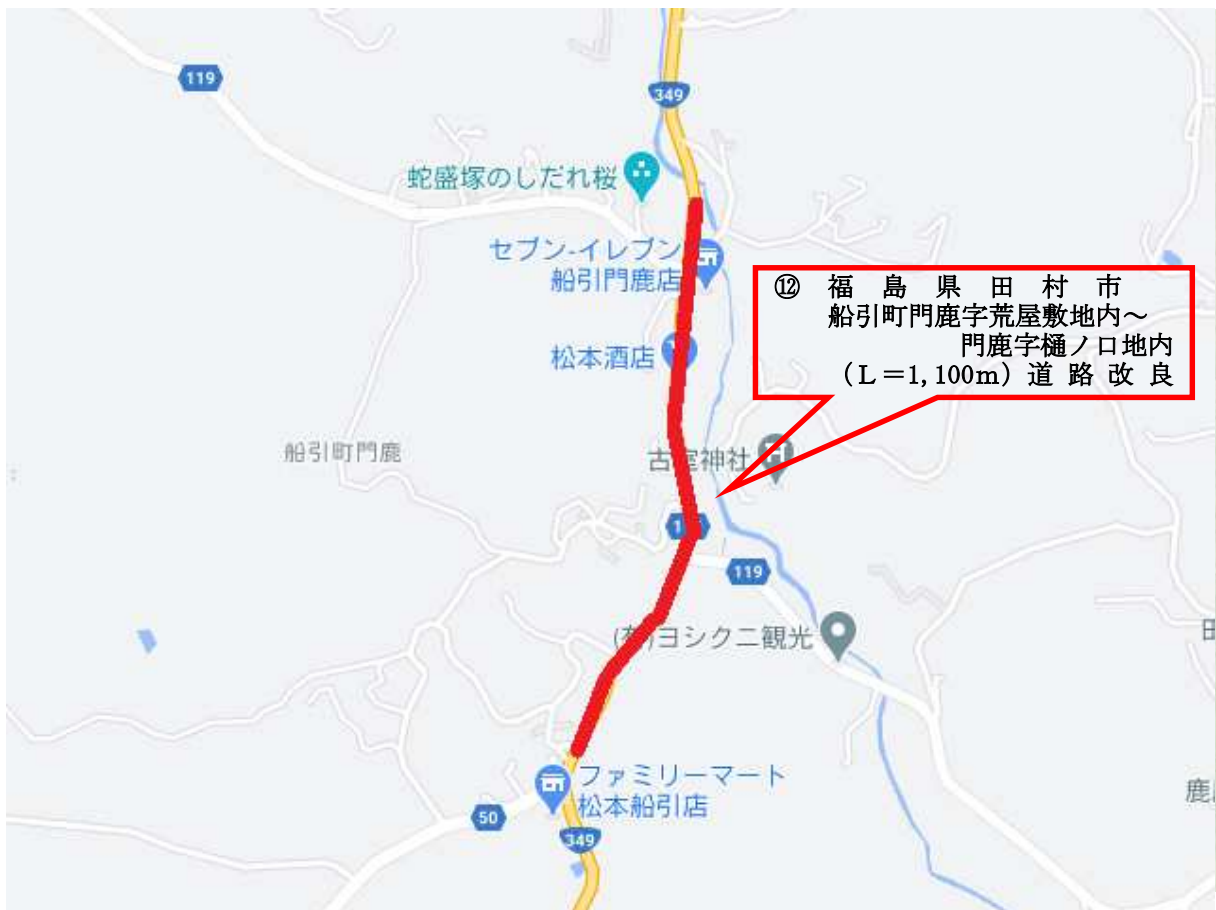 119
349
蛇盛塚のしだれ桜
セブン-イレブン
船引門鹿店
⑫ 福島県田村市
船引町門鹿字荒屋敷地内～
門鹿字樋ノ口地内
（L＝1,100m）道路改良
松本酒店
船引町門鹿
神社
119
ヨシクニ観光
ファミリーマート
松本船引店
50
349